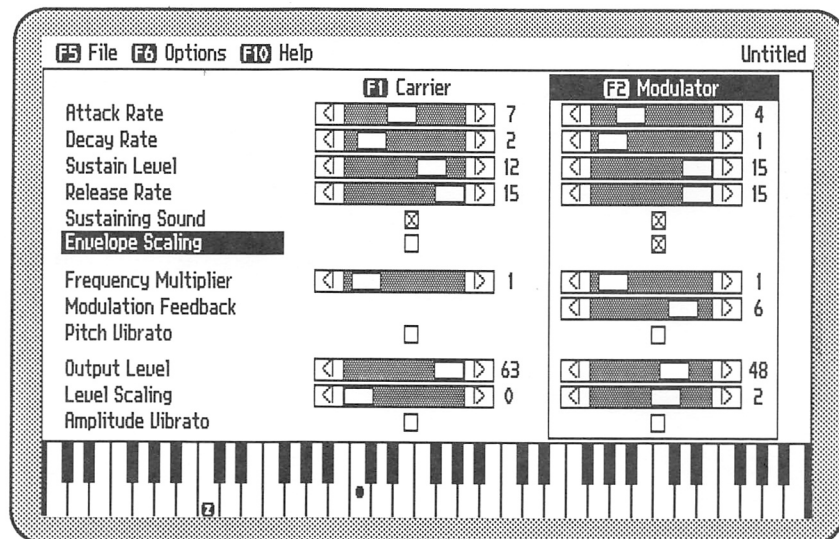 F5 File F6 Options F10 Help Untitled
F1 Carrier F2 Modulator
Attack Rate 7 4
Decay Rate 2 1
Sustain Level 12 15
Release Rate 15 15
Sustaining Sound
Envelope Scaling
Frequency Multiplier 1 1
Modulation Feedback 6
Pitch Vibrato
Output Level 63 48
Level Scaling 0 2
Amplitude Vibrato
Z